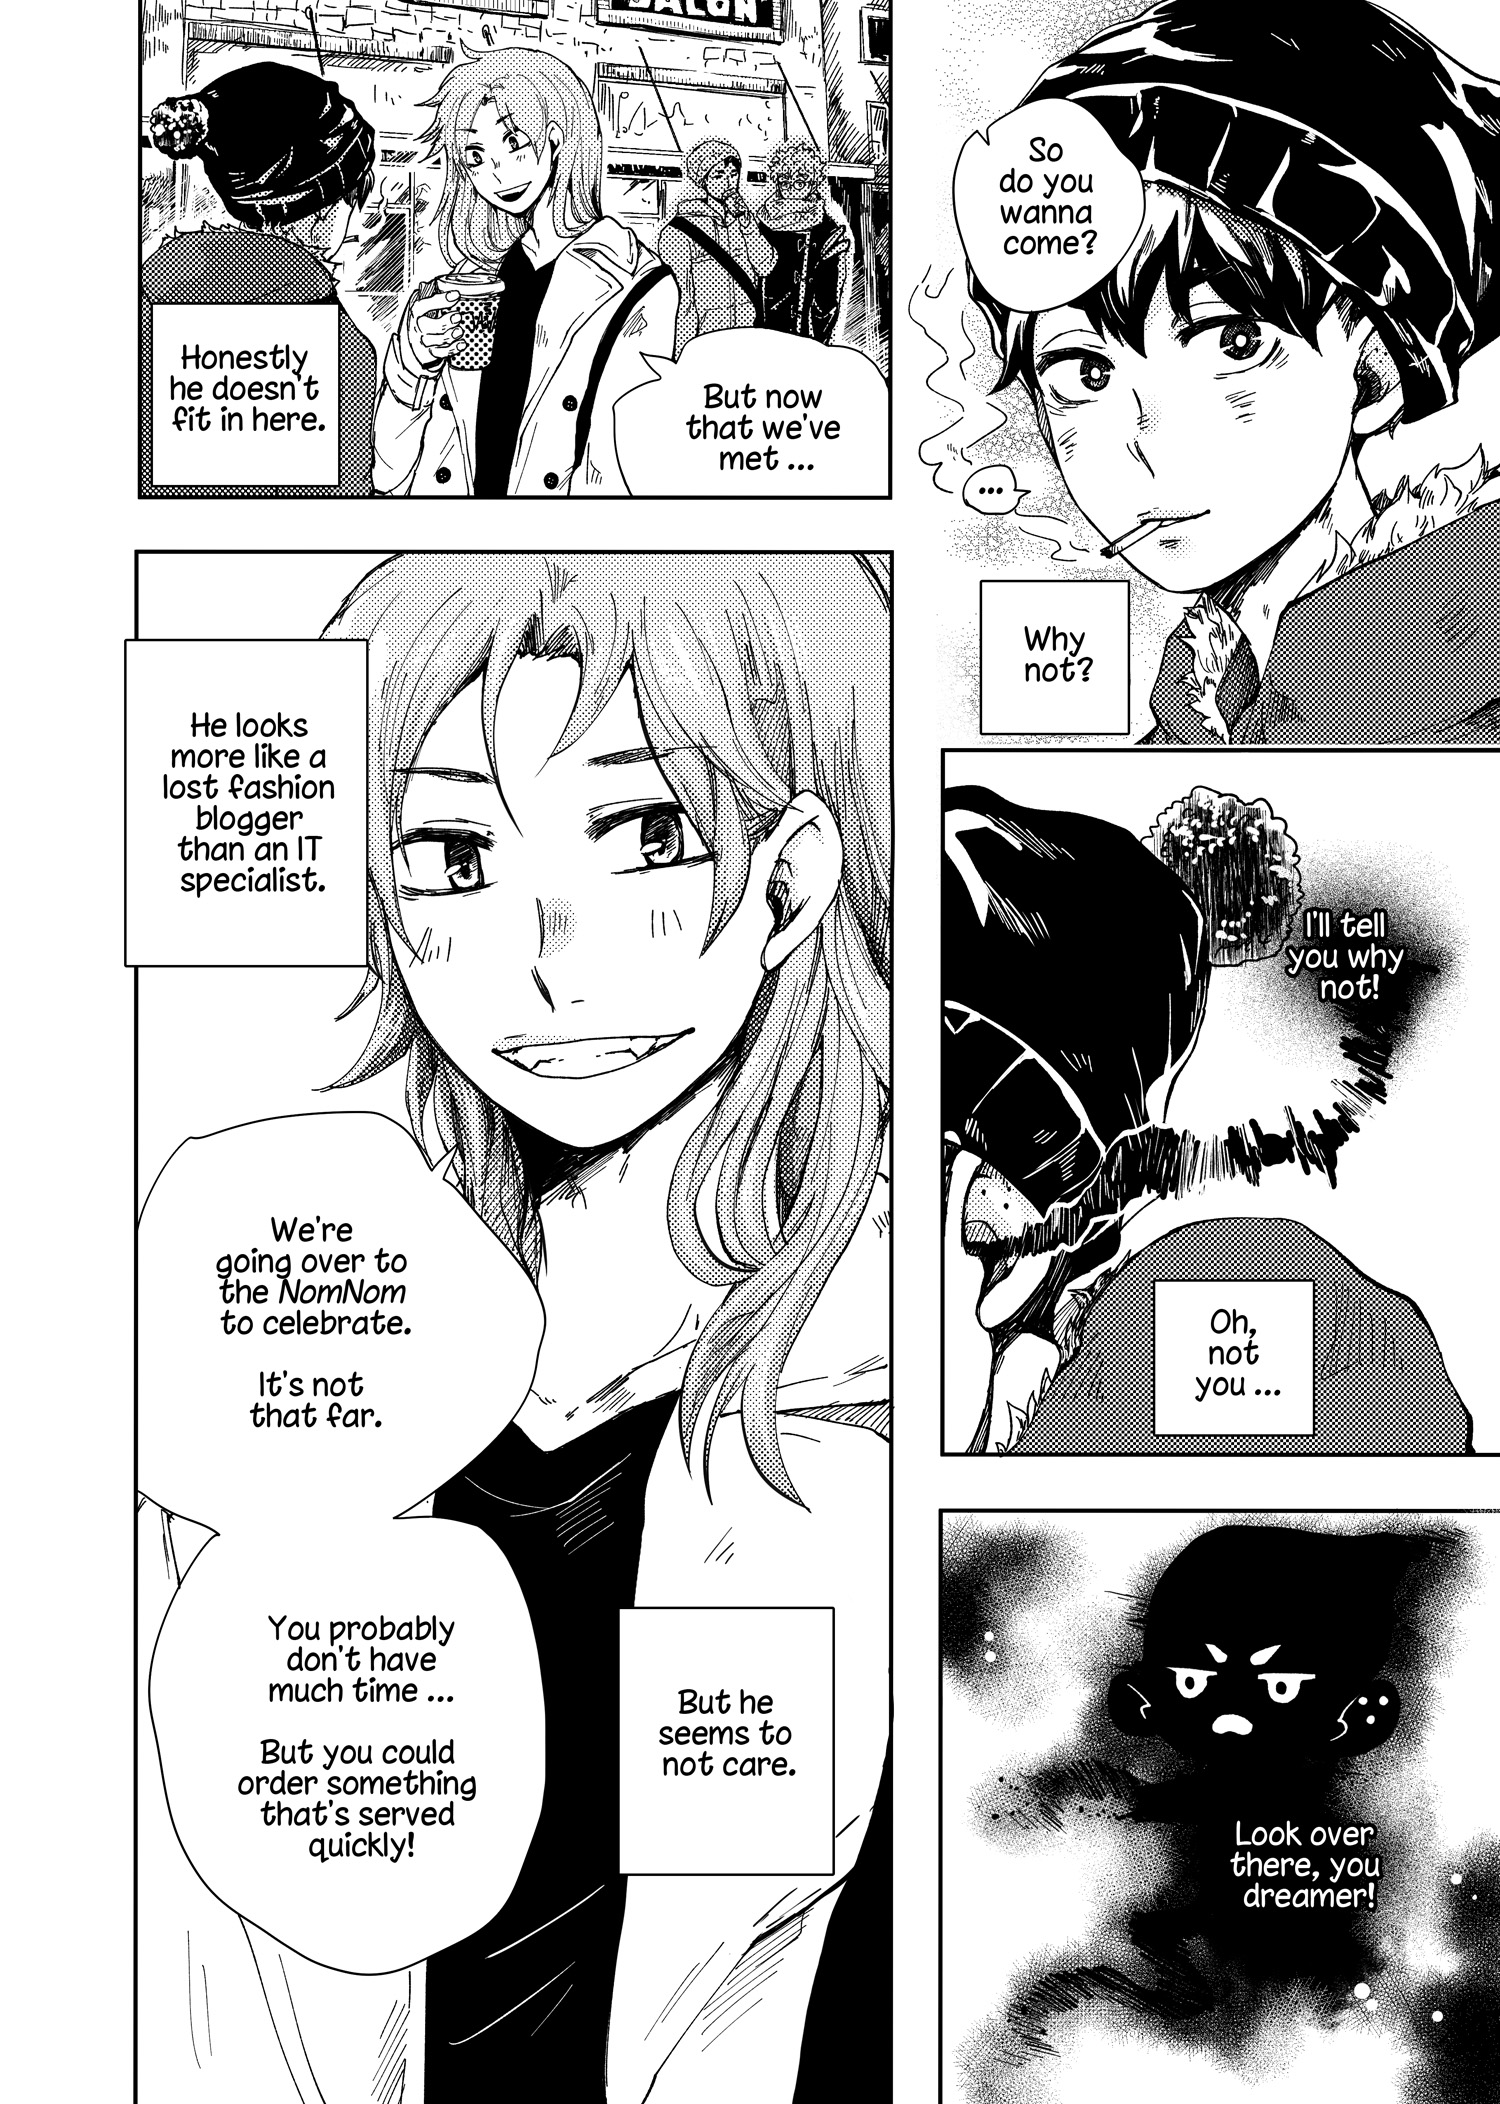 SALON
Honestly
he doesn't
fit in here.
But now
that we've
met ...
He looks
more like a
lost fashion
blogger
than an IT
specialist.
We're
going over to
the NomNom
to celebrate.
It's not
that far.
You probably
don't have
much time ...
But you could
order something
that's served
quickly!
But he
seems to
not care.
So
do you
wanna
come?
...
Why
not?
I'll tell
you why
not!
Oh,
not
you ...
Look over
there, you
dreamer!